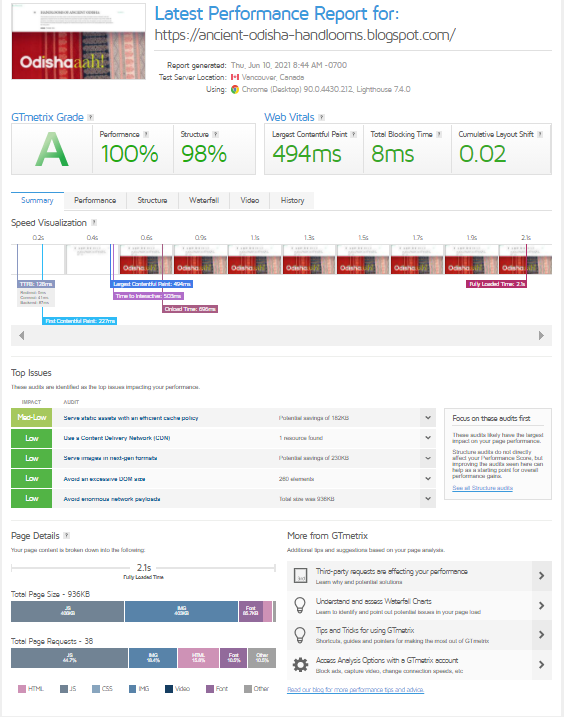 Latest Performance Report for:
https://ancient-odisha-handlooms.blogspot.com/
Odishaaah!
Report generated: Thu, Jun 10, 2021 8:44 AM -0700
Test Server Location: Vancouver, Canada
Using: Chrome (Desktop) 90.0.4430.212, Lighthouse 7.4.0
GTmetrix Grade ?
Web Vitals ?
A
Performance ?
100%
Structure ?
98%
Largest Contentful Paint ?
494ms
Total Blocking Time ?
8ms
Cumulative Layout Shift ?
0.02
Summary Performance Structure Waterfall Video History
Speed Visualization ?
0.2s 0.4s 0.6s 0.9s 1.1s 1.3s 1.5s 1.7s 1.9s 2.1s
Largest Contentful Paint: 494ms
Fully Loaded Time: 2.1s
Time to Interactive: 505ms
Onload Time: 698ms
First Contentful Paint: 237ms
Top Issues
These audits are identified as the top issues impacting your performance.
IMPACT AUDIT
Med-Low Serve static assets with an efficient cache policy Potential savings of 182KB
Low Use a Content Delivery Network (CDN) 1 resource found
Low Serve images in next-gen formats Potential savings of 230KB
Low Avoid an excessive DOM size 260 elements
Low Avoid enormous network payloads Total size was 936KB
Focus on these audits first
These audits likely have the largest
impact on your page performance.
Structure audits do not directly
affect your Performance Score, but
improving the audits seen here can
help as a starting point for overall
performance gains.
See all Structure audits
Page Details ?
Your page content is broken down into the following:
2.1s
Fully Loaded Time
Total Page Size - 936KB
JS
IMG
Font
Total Page Requests - 38
JS
44.7%
IMG
18.4%
HTML
Font
10.5%
Other
10.5%
HTML JS CSS IMG Video Font Other
More from GTmetrix
Additional tips and suggestions based on your page analysis.
Third-party requests are affecting your performance
Learn why and potential solutions
Understand and assess Waterfall Charts
Learn to identify and point out potential issues in your page load
Tips and Tricks for using GTmetrix
Shortcuts, guides and pointers for making the most out of GTmetrix
Access Analysis Options with a GTmetrix account
Block ads, capture video, change connection speeds, etc
Read our blog for more performance tips and advice.